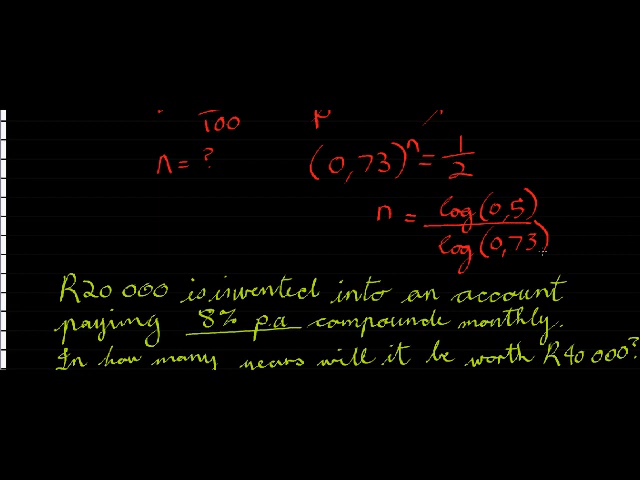 100
n = ?
(0,73)^n = 1/2
n = log(0,5) / log(0,73)
R20 000 is invented into an account
paying 8% p.a compounde monthly.
In how many years will it be worth R40 000?